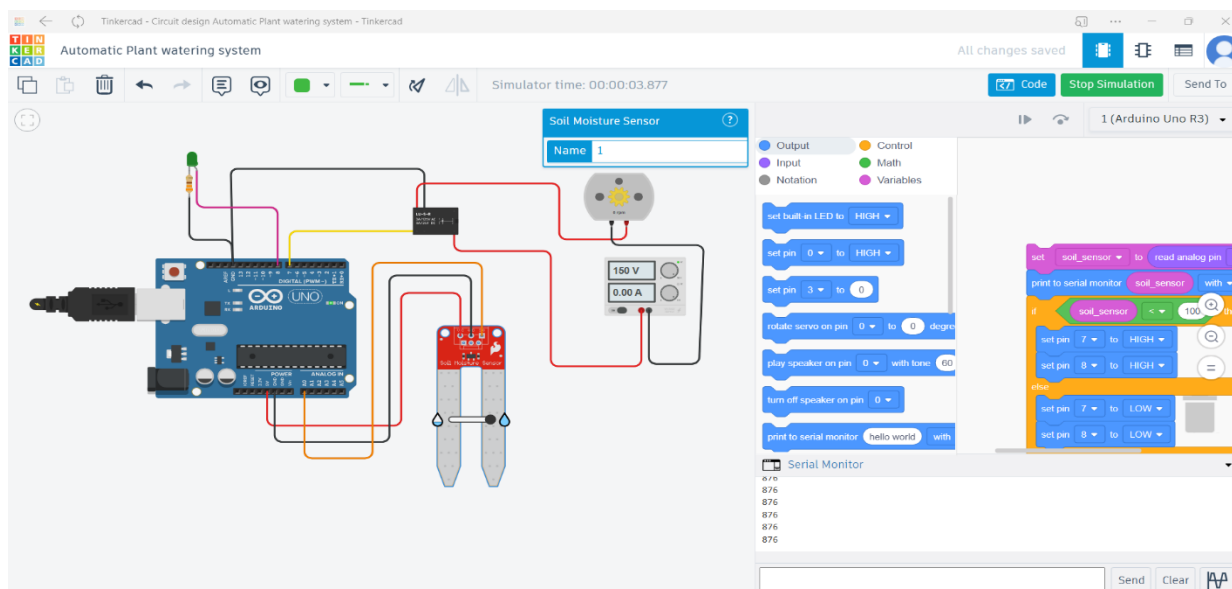 Tinkercad - Circuit design Automatic Plant watering system - Tinkercad
TIN
KER
CAD
Automatic Plant watering system
All changes saved
Simulator time: 00:00:03.877
Code
Stop Simulation
Send To
Soil Moisture Sensor
Name 1
1 (Arduino Uno R3)
Output
Control
Input
Math
Notation
Variables
set built-in LED to HIGH
set pin 0 to HIGH
set pin 3 to 0
rotate servo on pin 0 to 0 degre
play speaker on pin 0 with tone 60
turn off speaker on pin 0
print to serial monitor hello world with
set soil_sensor to read analog pin
print to serial monitor soil_sensor with
if soil_sensor < 100 th
set pin 7 to HIGH
set pin 8 to HIGH
else
set pin 7 to LOW
set pin 8 to LOW
150 V
0.00 A
DIGITAL (PWM~)
UNO
ARDUINO
POWER
ANALOG IN
Soil Moisture Sensor
Serial Monitor
876
876
876
876
876
876
Send
Clear